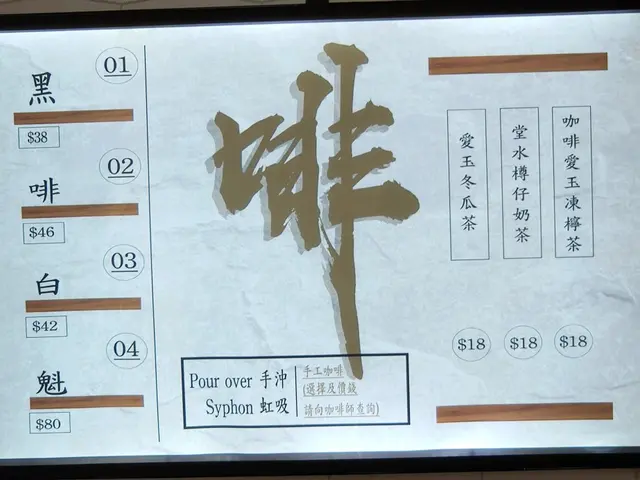 01
黑
$38
02
啡
$46
03
白
$42
04
魁
$80
啡
Pour over 手沖
Syphon 虹吸
手工咖啡
(選擇及價錢
請向咖啡師查詢)
咖啡愛玉凍檸茶
堂水樽仔奶茶
愛玉冬瓜茶
$18
$18
$18